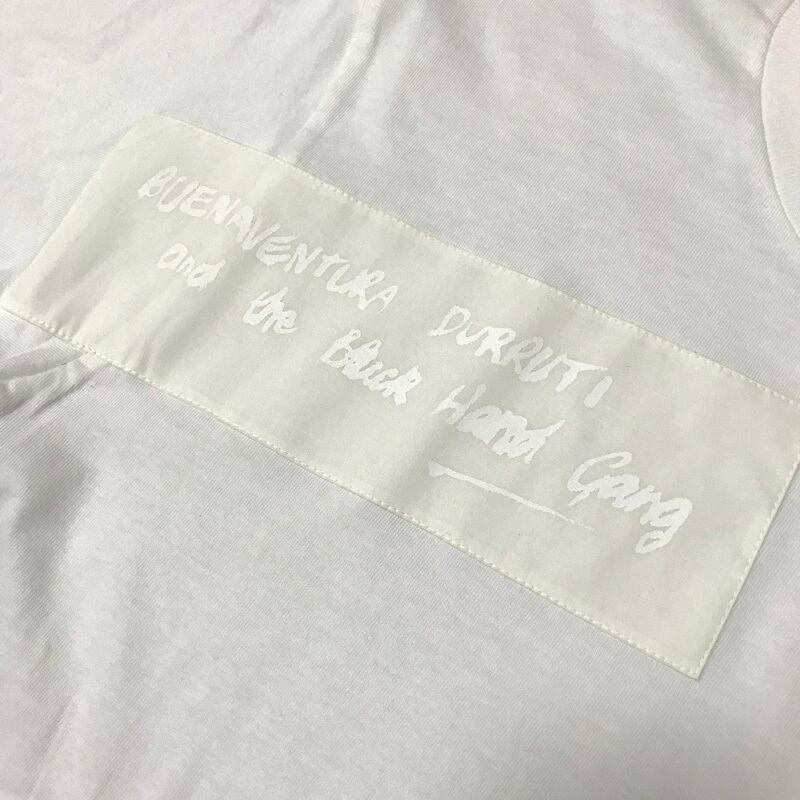 BUENAVENTURA DURRUTI
and the Black Hand Gang